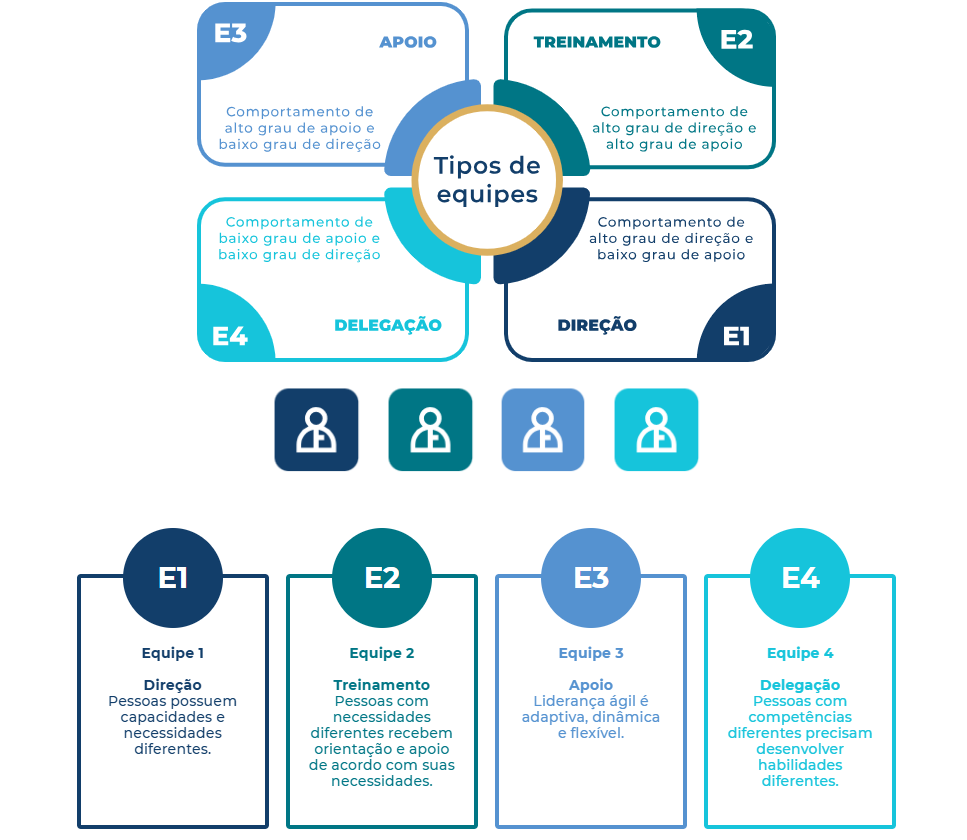 E3
APOIO
Comportamento de
alto grau de apoio e
baixo grau de direção
TREINAMENTO
E2
Comportamento de
alto grau de direção e
alto grau de apoio
Tipos de
equipes
Comportamento de
baixo grau de apoio e
baixo grau de direção
E4
DELEGAÇÃO
Comportamento de
alto grau de direção e
baixo grau de apoio
DIREÇÃO
E1
E1
Equipe 1
Direção
Pessoas possuem
capacidades e
necessidades
diferentes.
E2
Equipe 2
Treinamento
Pessoas com
necessidades
diferentes recebem
orientação e apoio
de acordo com suas
necessidades.
E3
Equipe 3
Apoio
Liderança ágil é
adaptiva, dinâmica
e flexível.
E4
Equipe 4
Delegação
Pessoas com
competências
diferentes precisam
desenvolver
habilidades
diferentes.